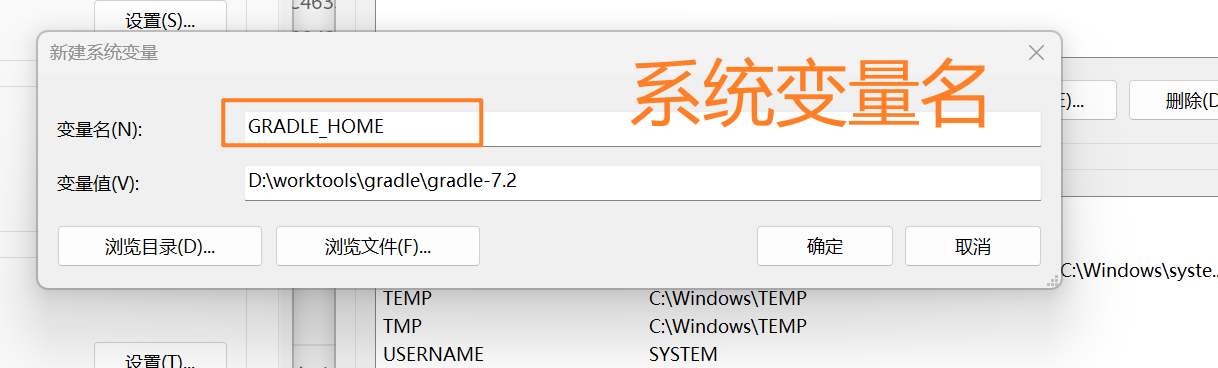 C463
设置(S)...
新建系统变量
系统变量名
E)...
删除(D
变量名(N):
GRADLE_HOME
变量值(V):
D:\worktools\gradle\gradle-7.2
浏览目录(D)...
浏览文件(F)...
确定
取消
C:\Windows\syste...
TEMP C:\Windows\TEMP
TMP C:\Windows\TEMP
USERNAME SYSTEM
设置(T)...